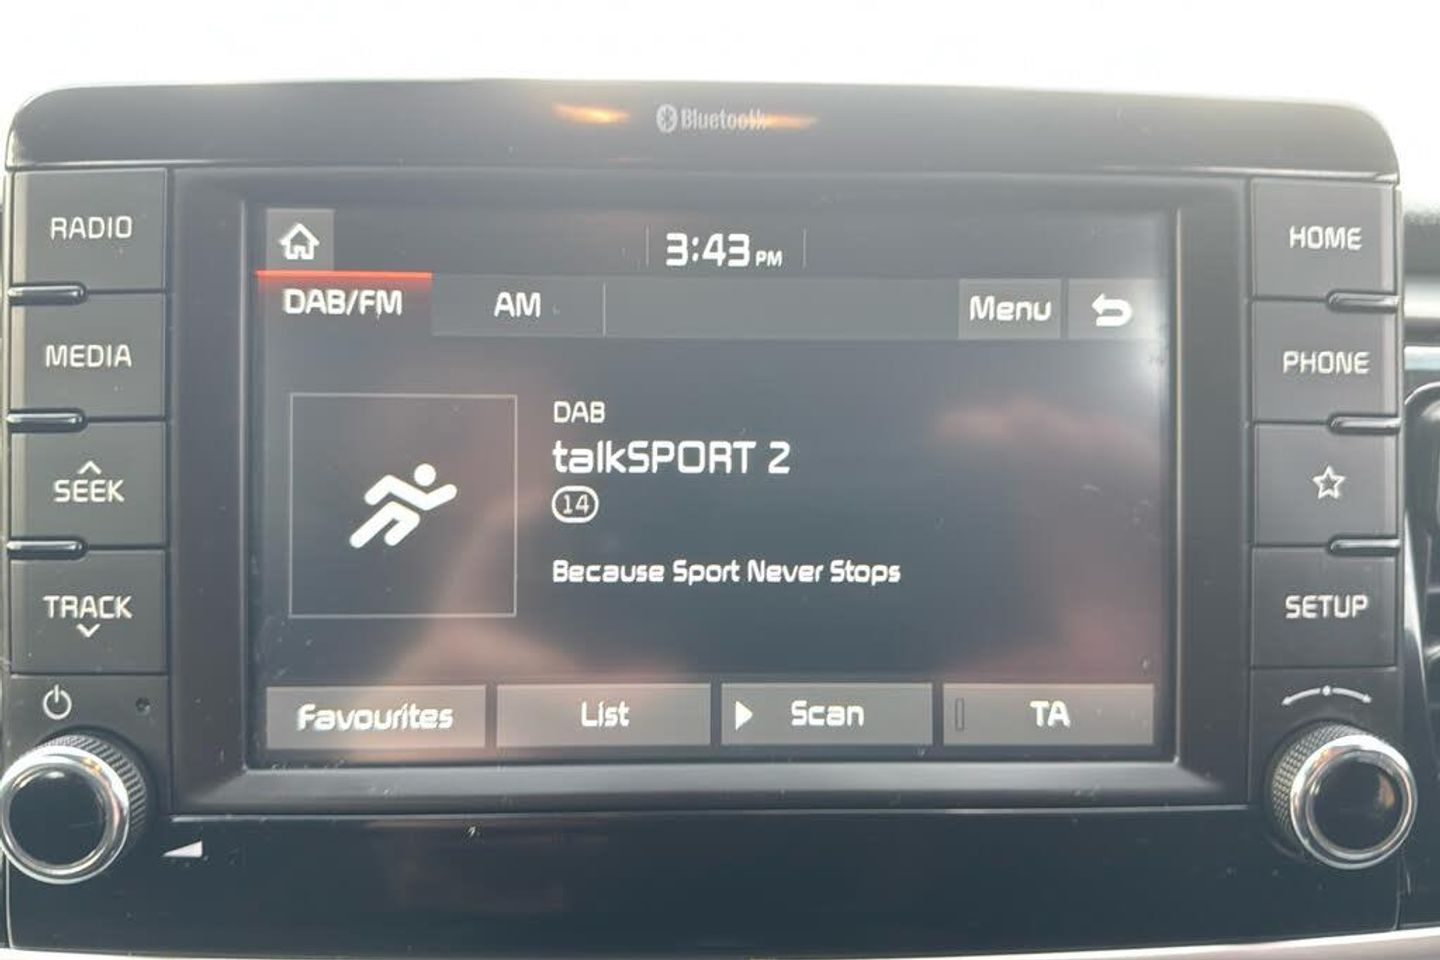 Bluetooth
RADIO
MEDIA
SEEK
TRACK
3:43 PM
DAB/FM
AM
Menu
DAB
talkSPORT 2
14
Because Sport Never Stops
Favourites
List
Scan
TA
HOME
PHONE
SETUP